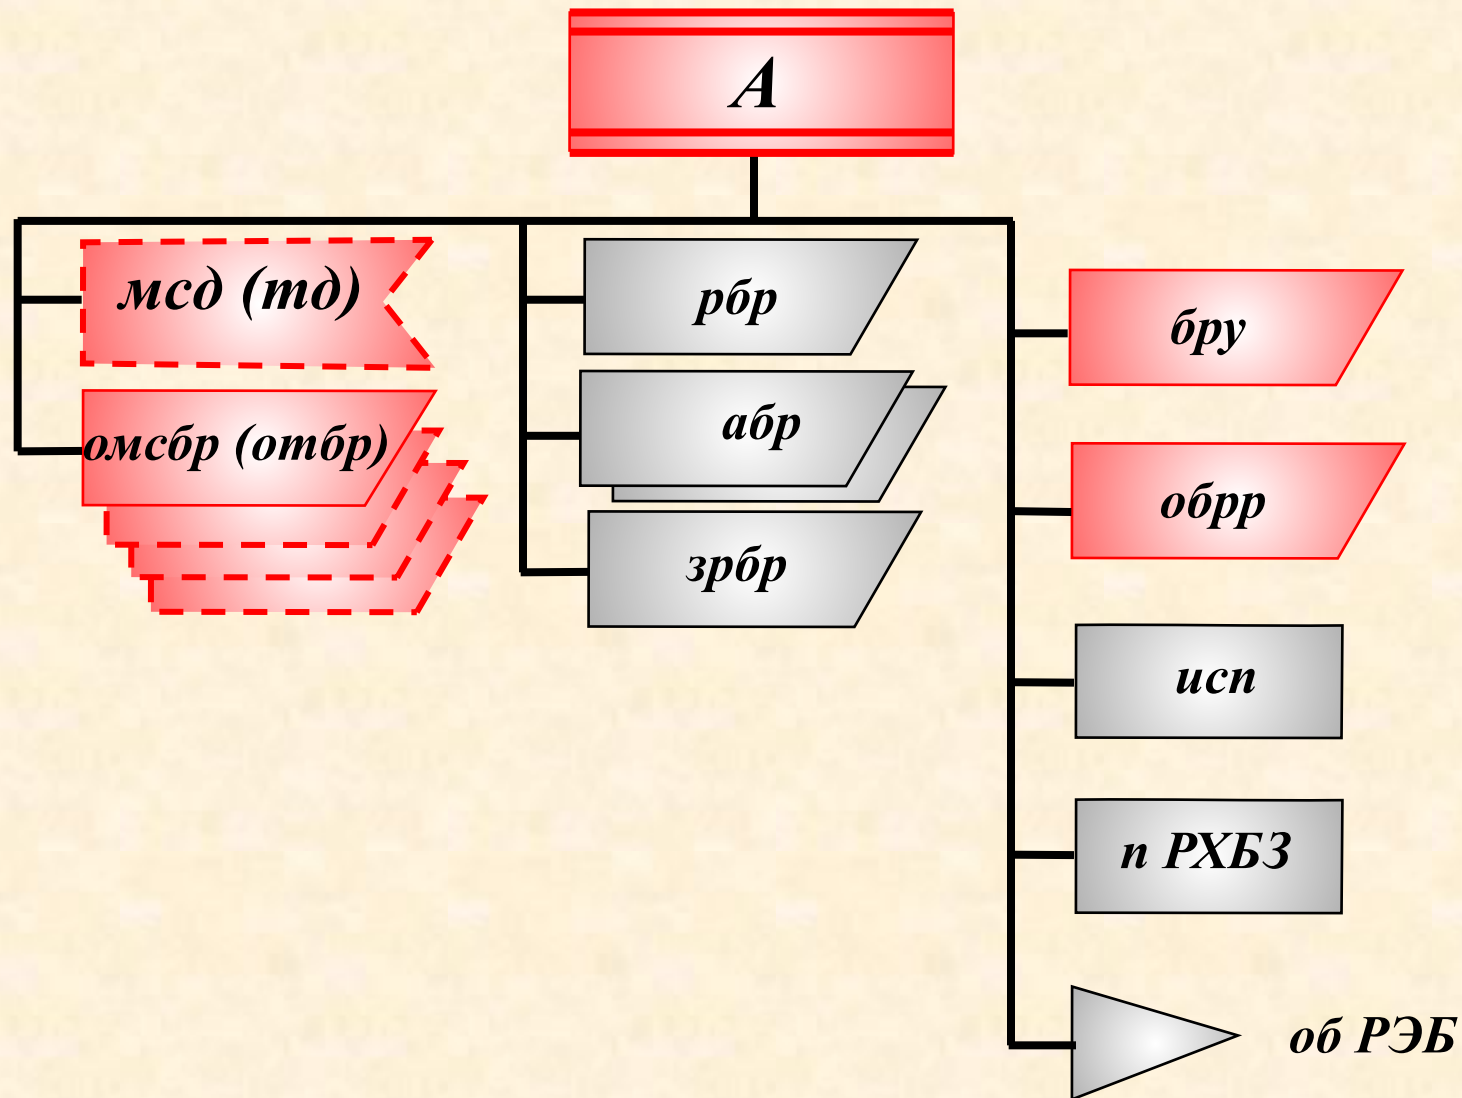 А
мсд (тд)
омсбр (отбр)
рбр
абр
зрбр
бру
обрр
исп
п РХБЗ
об РЭБ